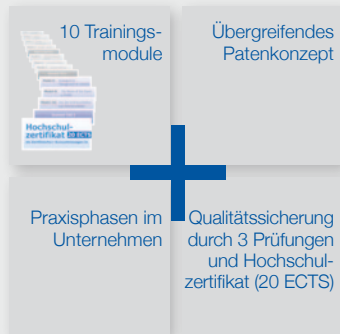 10 Trainings-
module
Übergreifendes
Patenkonzept
Hochschul-
zertifikat 20 ECTS
Praxisphasen im
Unternehmen
Qualitätssicherung
durch 3 Prüfungen
und Hochschul-
zertifikat (20 ECTS)